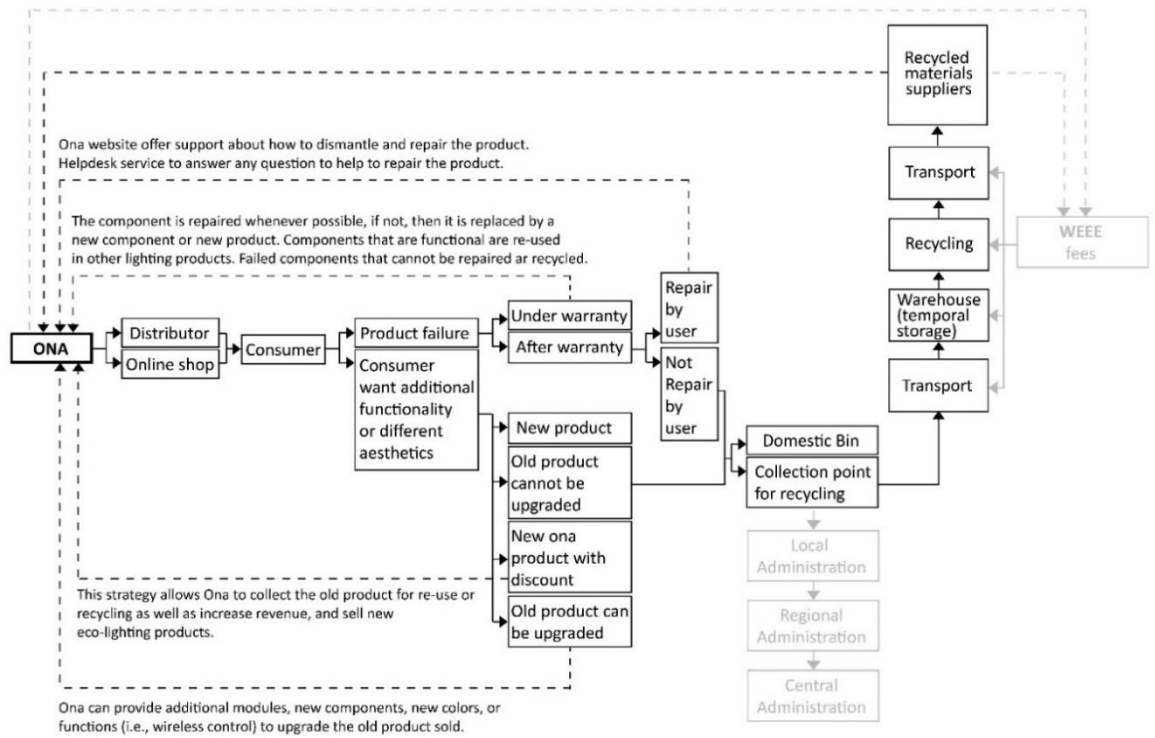 Recycled
materials
suppliers
Ona website offer support about how to dismantle and repair the product.
Helpdesk service to answer any question to help to repair the product.
Transport
The component is repaired whenever possible, if not, then it is replaced by a
new component or new product. Components that are functional are re-used
in other lighting products. Failed components that cannot be repaired ar recycled.
Recycling
WEEE
fees
Repair
by
user
Warehouse
(temporal
storage)
ONA
Distributor
Online shop
Consumer
Product failure
Under warranty
After warranty
Consumer
want additional
functionality
or different
aesthetics
Not
Repair
by
user
Transport
New product
Old product
cannot be
upgraded
Domestic Bin
Collection point
for recycling
New ona
product with
discount
Local
Administration
This strategy allows Ona to collect the old product for re-use or
recycling as well as increase revenue, and sell new
eco-lighting products.
Old product can
be upgraded
Regional
Administration
Central
Administration
Ona can provide additional modules, new components, new colors, or
functions (i.e., wireless control) to upgrade the old product sold.